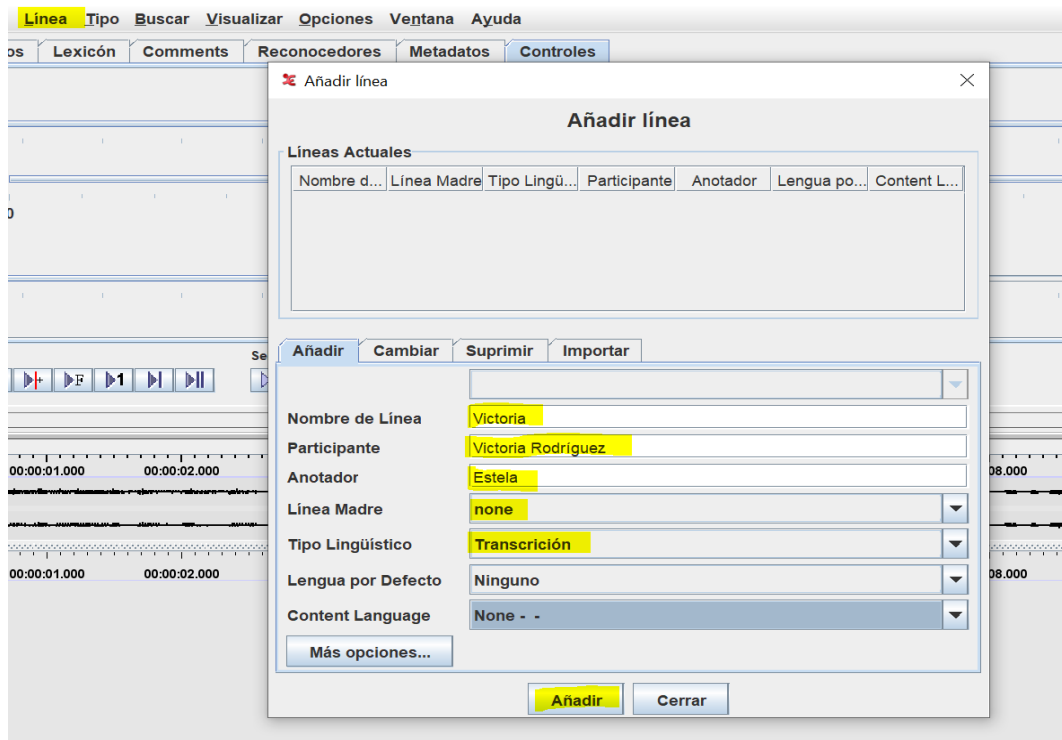 Línea Tipo Buscar Visualizar Opciones Ventana Ayuda
os Lexicón Comments Reconocedores Metadatos Controles
Añadir línea
Añadir línea
Líneas Actuales
Nombre d... Línea Madre Tipo Lingü... Participante Anotador Lengua po... Content L...
0
Se
Añadir Cambiar Suprimir Importar
+ F 1
Nombre de Línea Victoria
Participante Victoria Rodríguez
00:00:01.000 00:00:02.000 08.000
Anotador Estela
Línea Madre none
Tipo Lingüístico Transcrición
00:00:01.000 00:00:02.000 08.000
Lengua por Defecto Ninguno
Content Language None - -
Más opciones...
Añadir Cerrar